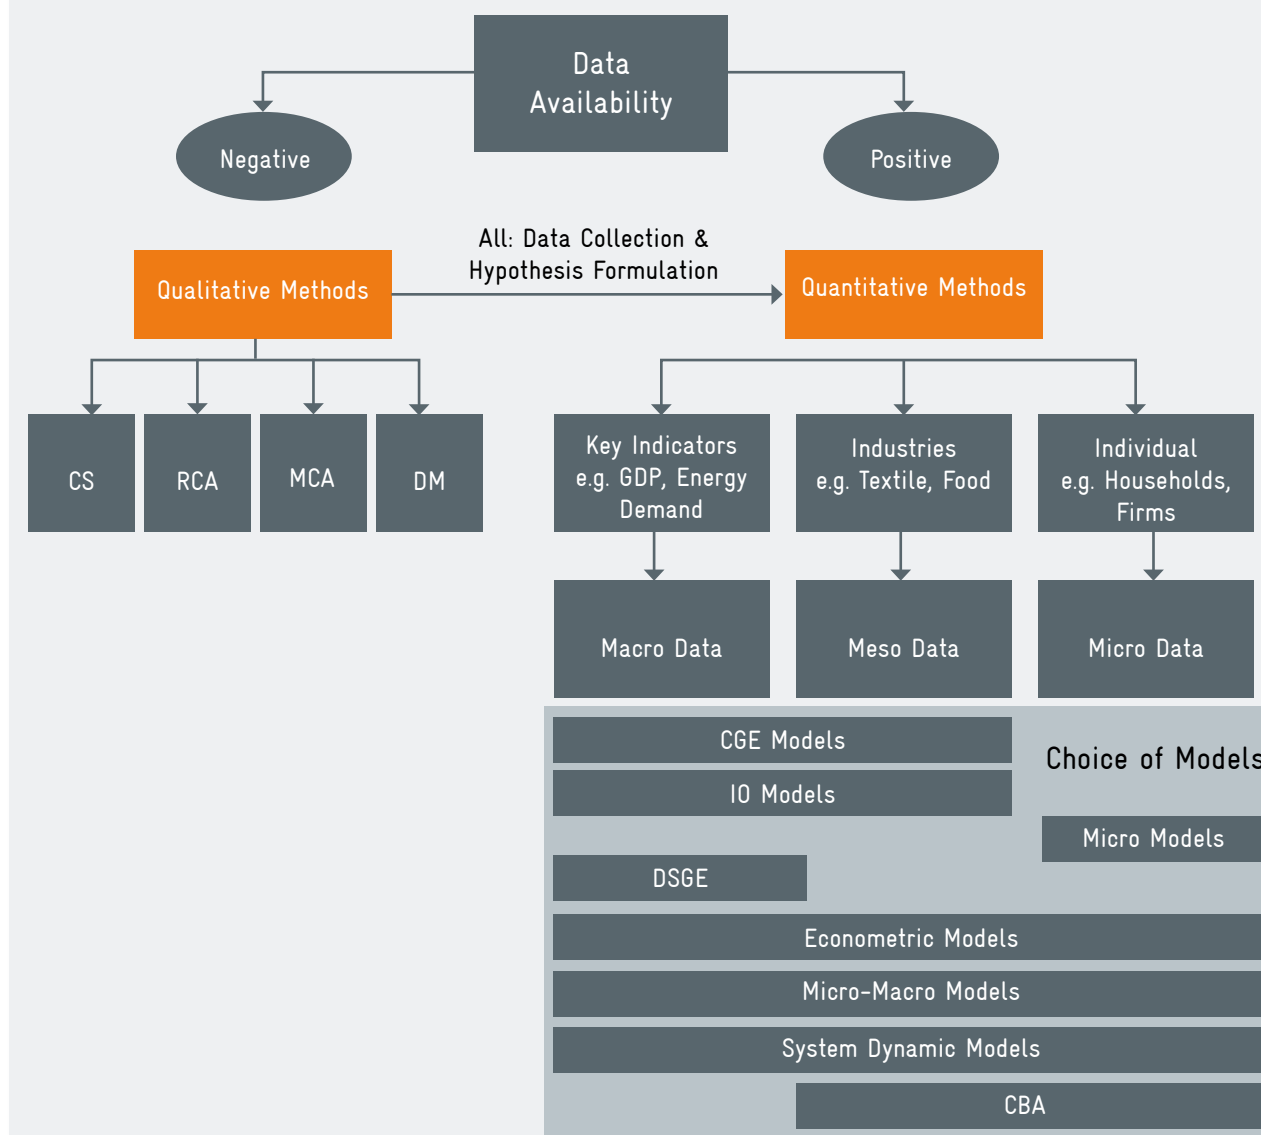 Data
Availability
Negative
Positive
All: Data Collection &
Hypothesis Formulation
Qualitative Methods
Quantitative Methods
CS
RCA
MCA
DM
Key Indicators
e.g. GDP, Energy
Demand
Industries
e.g. Textile, Food
Individual
e.g. Households,
Firms
Macro Data
Meso Data
Micro Data
CGE Models
Choice of Models
IO Models
Micro Models
DSGE
Econometric Models
Micro-Macro Models
System Dynamic Models
CBA